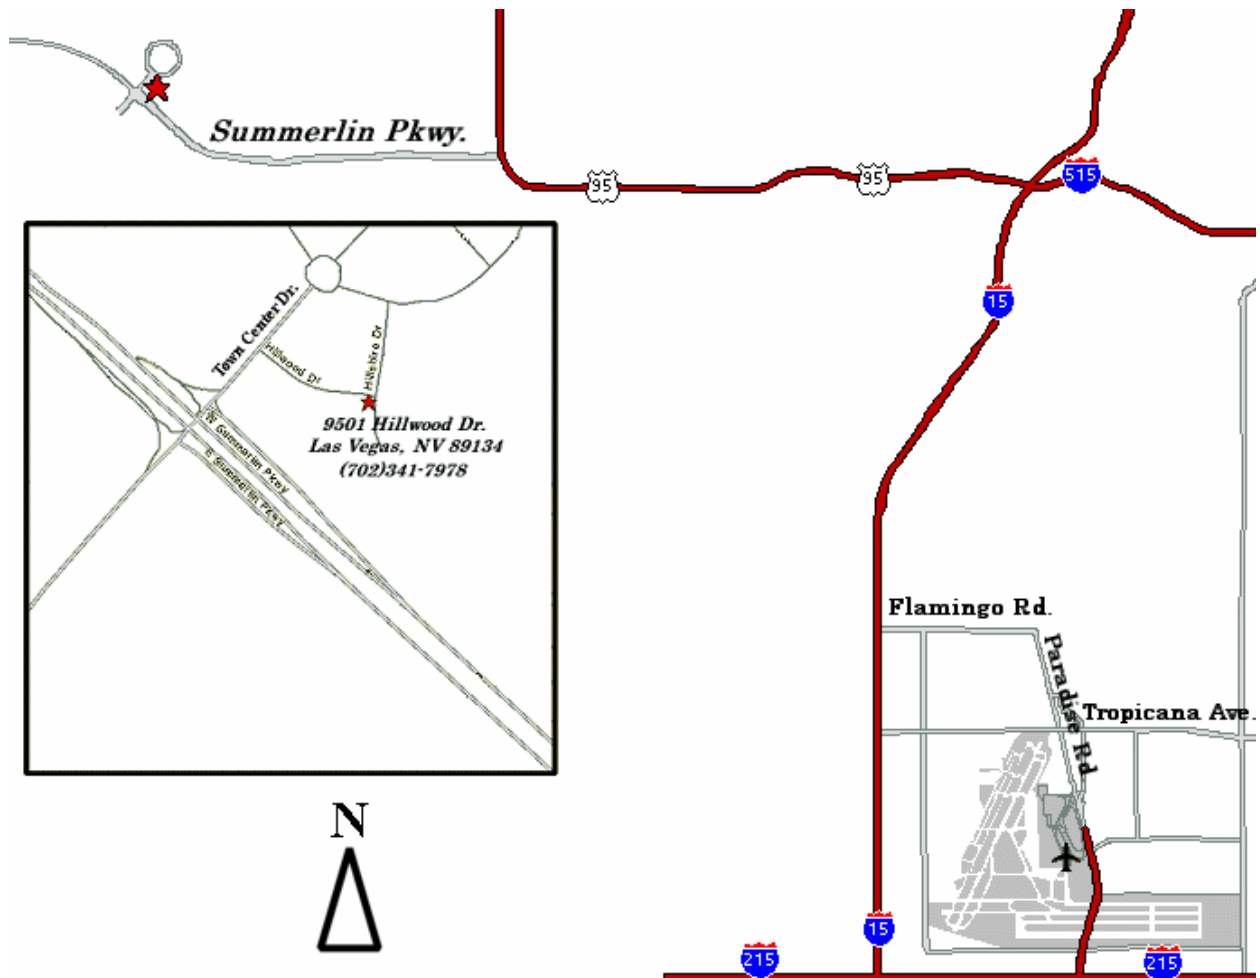 Summerlin Pkwy.
95
95
515
15
Town Center Dr.
Hillwood Dr
Hillshire Dr
9501 Hillwood Dr.
Las Vegas, NV 89134
(702)341-7978
W Summerlin Pkwy
E Summerlin Pkwy
Flamingo Rd.
Paradise Rd
Tropicana Ave.
N
15
215
215